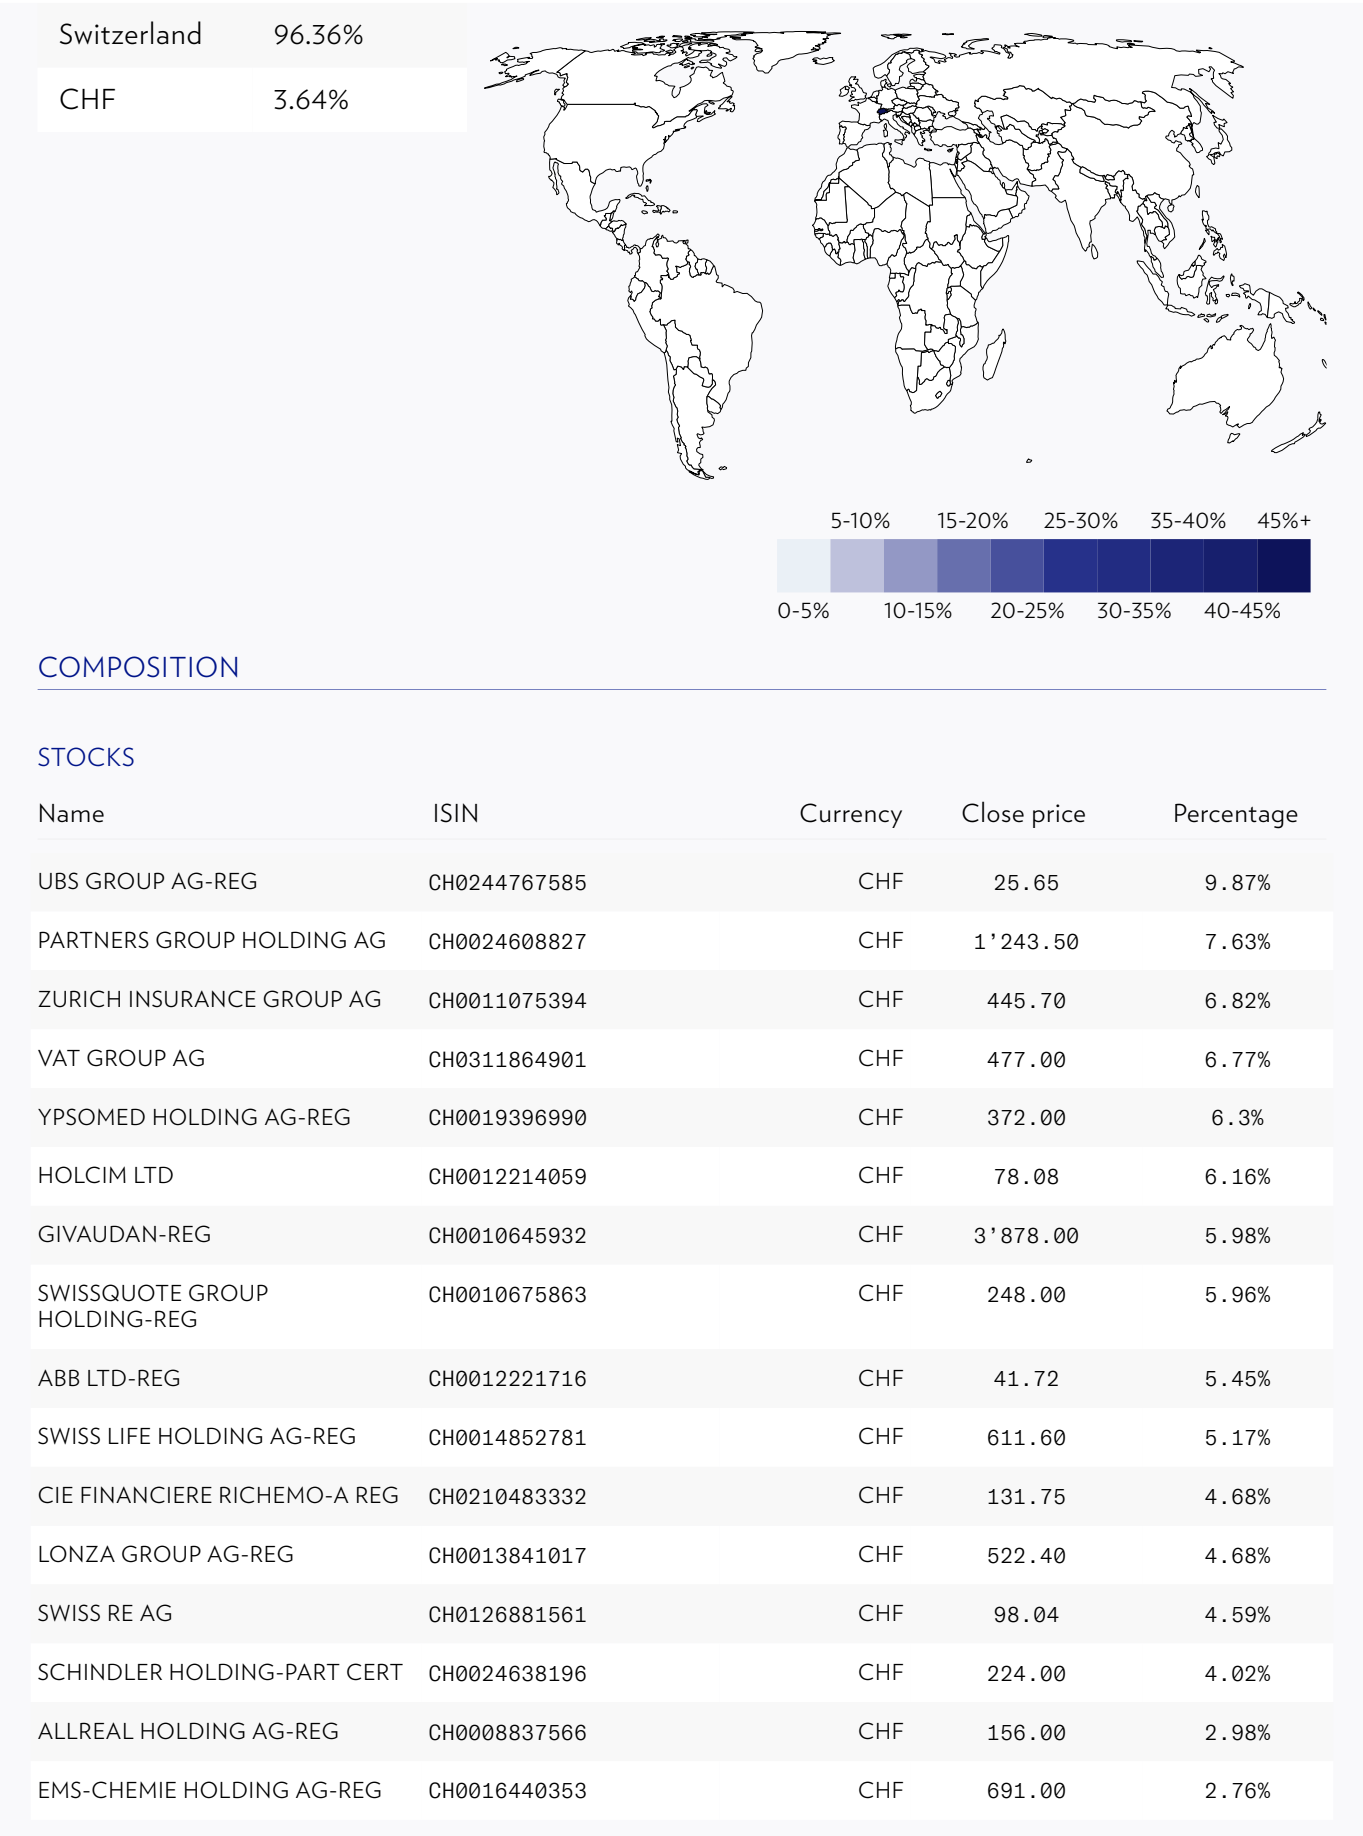 Switzerland 96.36%
CHF 3.64%
5-10% 15-20% 25-30% 35-40% 45%+
0-5% 10-15% 20-25% 30-35% 40-45%
COMPOSITION
STOCKS
Name ISIN Currency Close price Percentage
UBS GROUP AG-REG CH0244767585 CHF 25.65 9.87%
PARTNERS GROUP HOLDING AG CH0024608827 CHF 1’243.50 7.63%
ZURICH INSURANCE GROUP AG CH0011075394 CHF 445.70 6.82%
VAT GROUP AG CH0311864901 CHF 477.00 6.77%
YPSOMED HOLDING AG-REG CH0019396990 CHF 372.00 6.3%
HOLCIM LTD CH0012214059 CHF 78.08 6.16%
GIVAUDAN-REG CH0010645932 CHF 3’878.00 5.98%
SWISSQUOTE GROUP CH0010675863 CHF 248.00 5.96%
HOLDING-REG
ABB LTD-REG CH0012221716 CHF 41.72 5.45%
SWISS LIFE HOLDING AG-REG CH0014852781 CHF 611.60 5.17%
CIE FINANCIERE RICHEMO-A REG CH0210483332 CHF 131.75 4.68%
LONZA GROUP AG-REG CH0013841017 CHF 522.40 4.68%
SWISS RE AG CH0126881561 CHF 98.04 4.59%
SCHINDLER HOLDING-PART CERT CH0024638196 CHF 224.00 4.02%
ALLREAL HOLDING AG-REG CH0008837566 CHF 156.00 2.98%
EMS-CHEMIE HOLDING AG-REG CH0016440353 CHF 691.00 2.76%